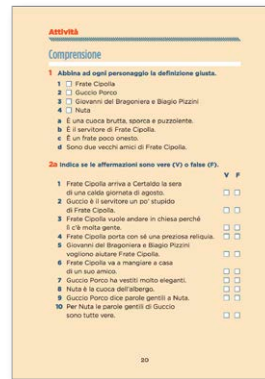 Attività
Comprensione
1 Abbina ad ogni personaggio la definizione giusta.
1 Frate Cipolla
2 Guccio Porco
3 Giovanni del Bragoniera e Biagio Pizzini
4 Nuta
a È una cuoca brutta, sporca e puzzolente.
b È il servitore di Frate Cipolla.
c È un frate poco onesto.
d Sono due vecchi amici di Frate Cipolla.
2a Indica se le affermazioni sono vere (V) o false (F).
V F
1 Frate Cipolla arriva a Certaldo la sera
di una calda giornata di agosto.
2 Guccio è il servitore un po' stupido
di Frate Cipolla.
3 Frate Cipolla vuole andare in chiesa perché
lì c'è molta gente.
4 Frate Cipolla porta con sé una preziosa reliquia.
5 Giovanni del Bragoniera e Biagio Pizzini
vogliono aiutare Frate Cipolla.
6 Frate Cipolla va a mangiare a casa
di un suo amico.
7 Guccio Porco ha vestiti molto eleganti.
8 Nuta è la cuoca dell'albergo.
9 Guccio Porco dice parole gentili a Nuta.
10 Per Nuta le parole gentili di Guccio
sono tutte vere.
20